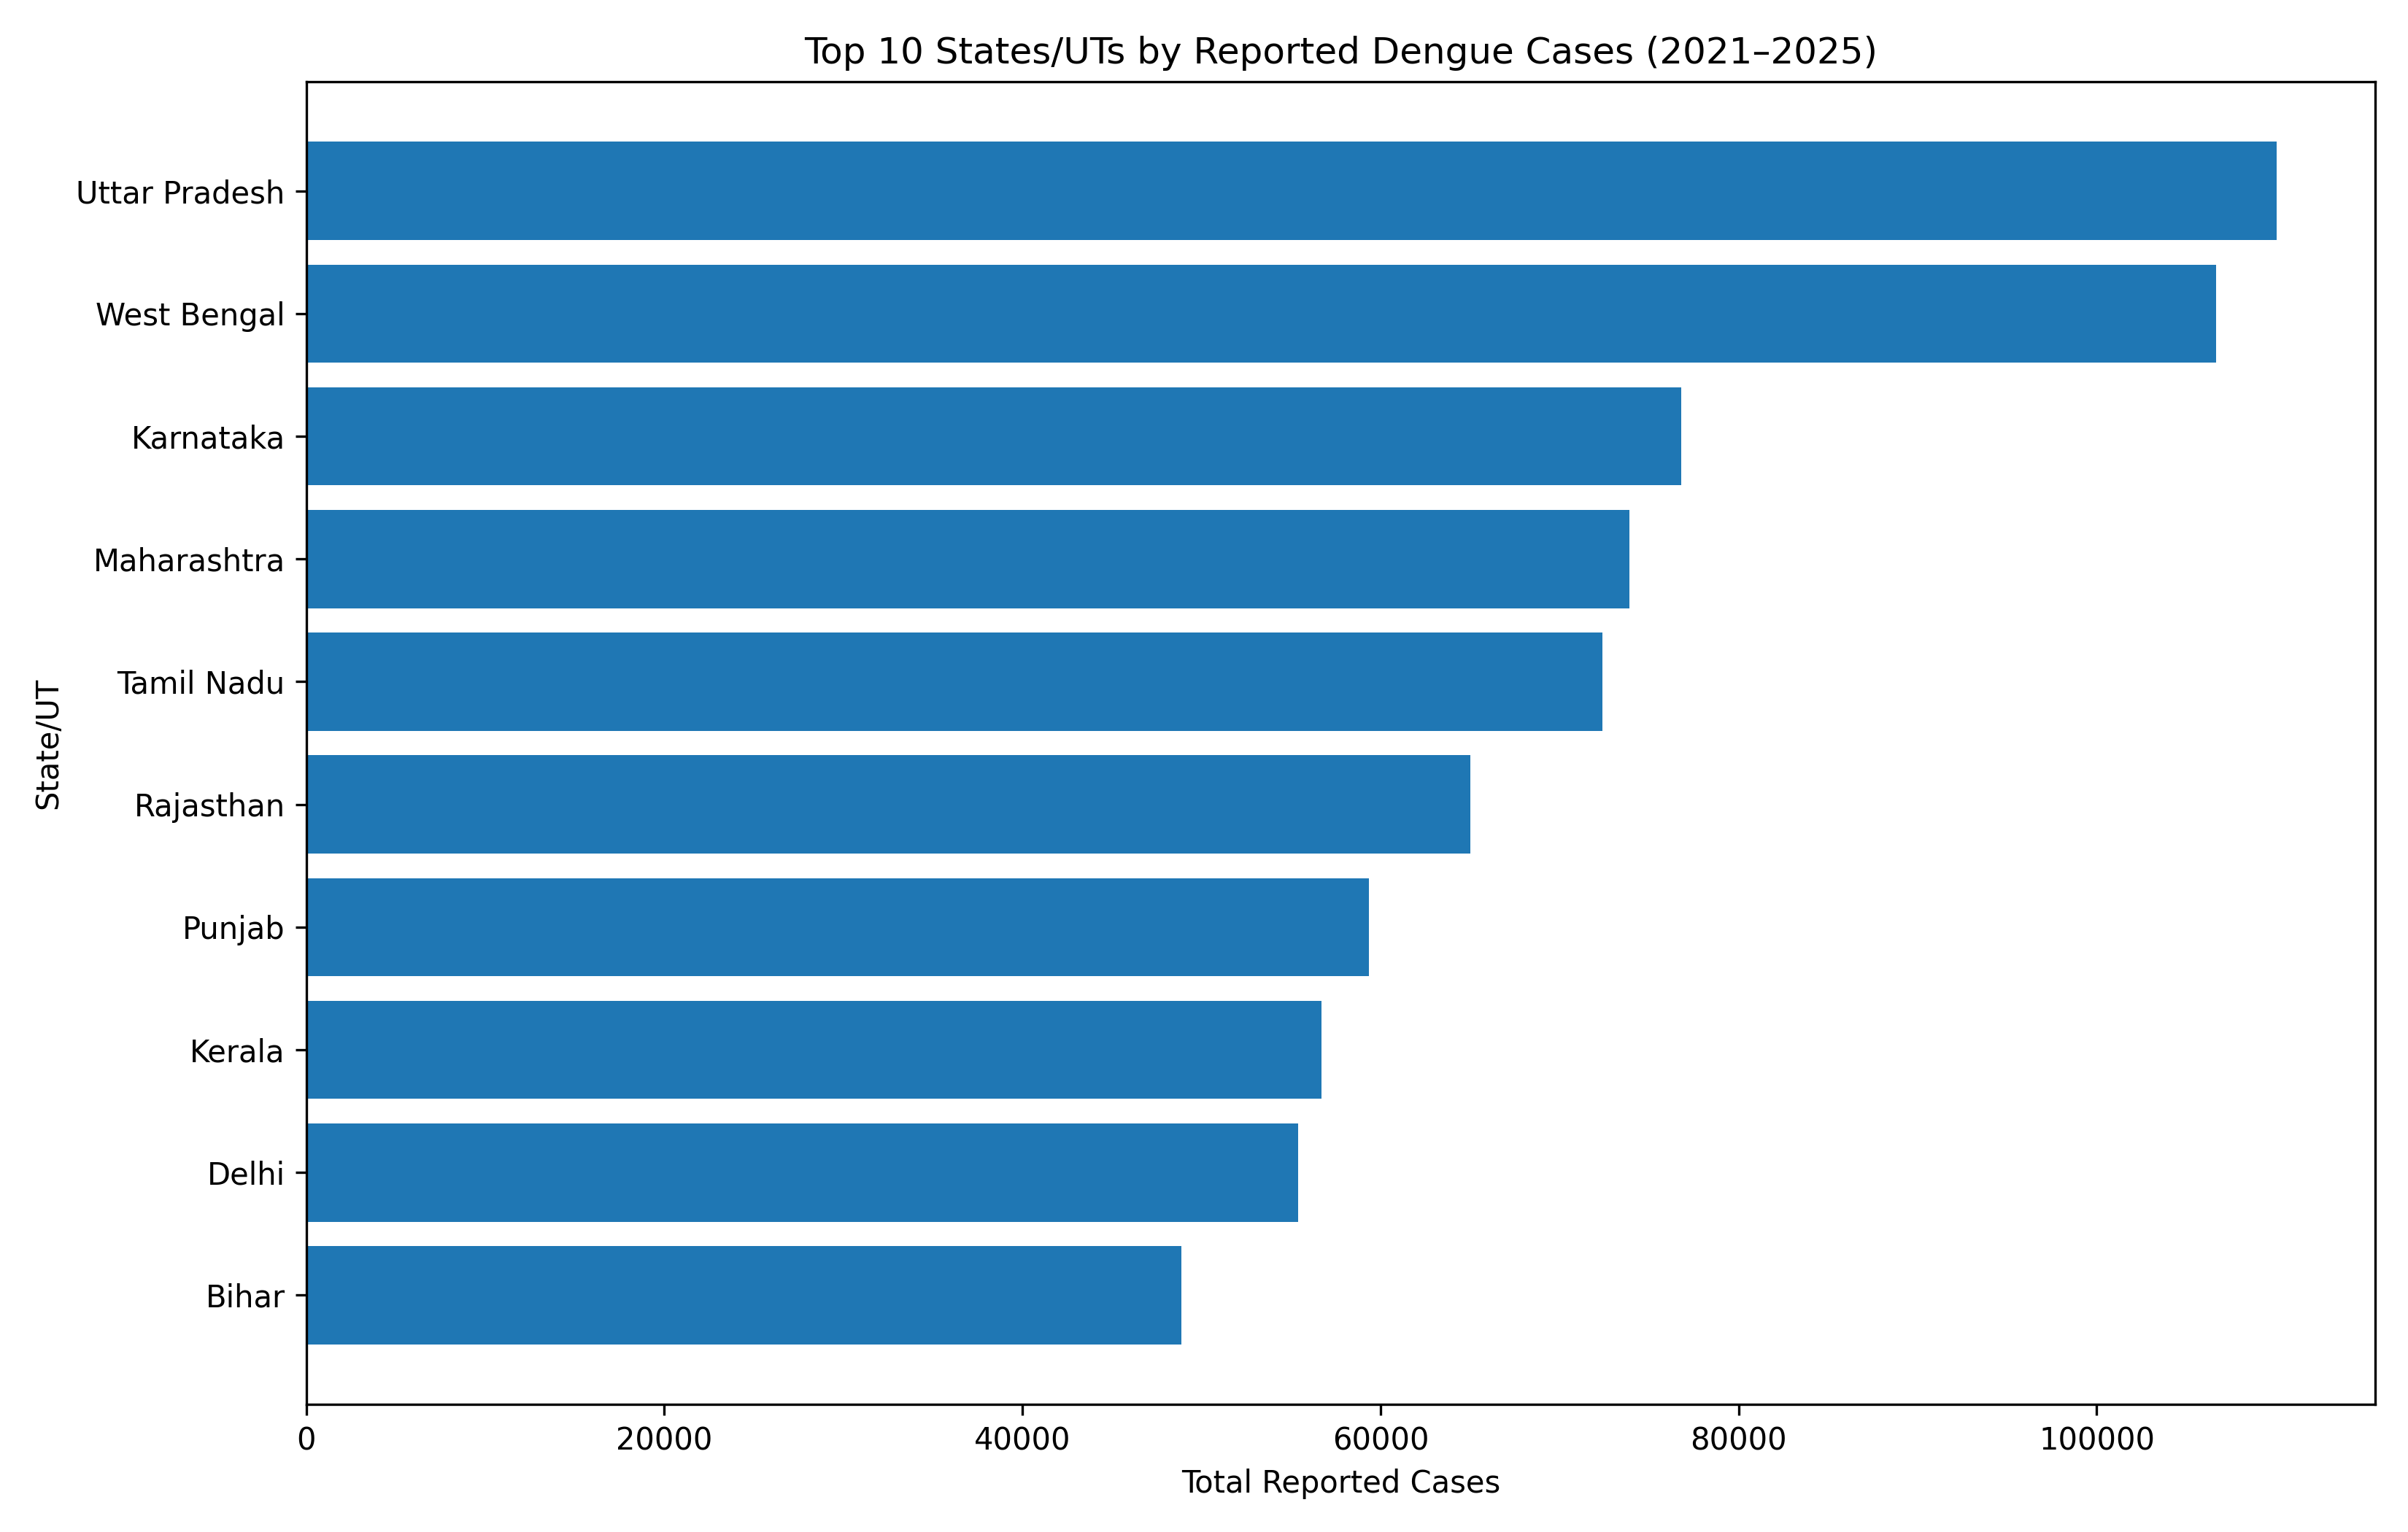 Top 10 States/UTs by Reported Dengue Cases (2021–2025)
State/UT
Uttar Pradesh
West Bengal
Karnataka
Maharashtra
Tamil Nadu
Rajasthan
Punjab
Kerala
Delhi
Bihar
0 20000 40000 60000 80000 100000
Total Reported Cases